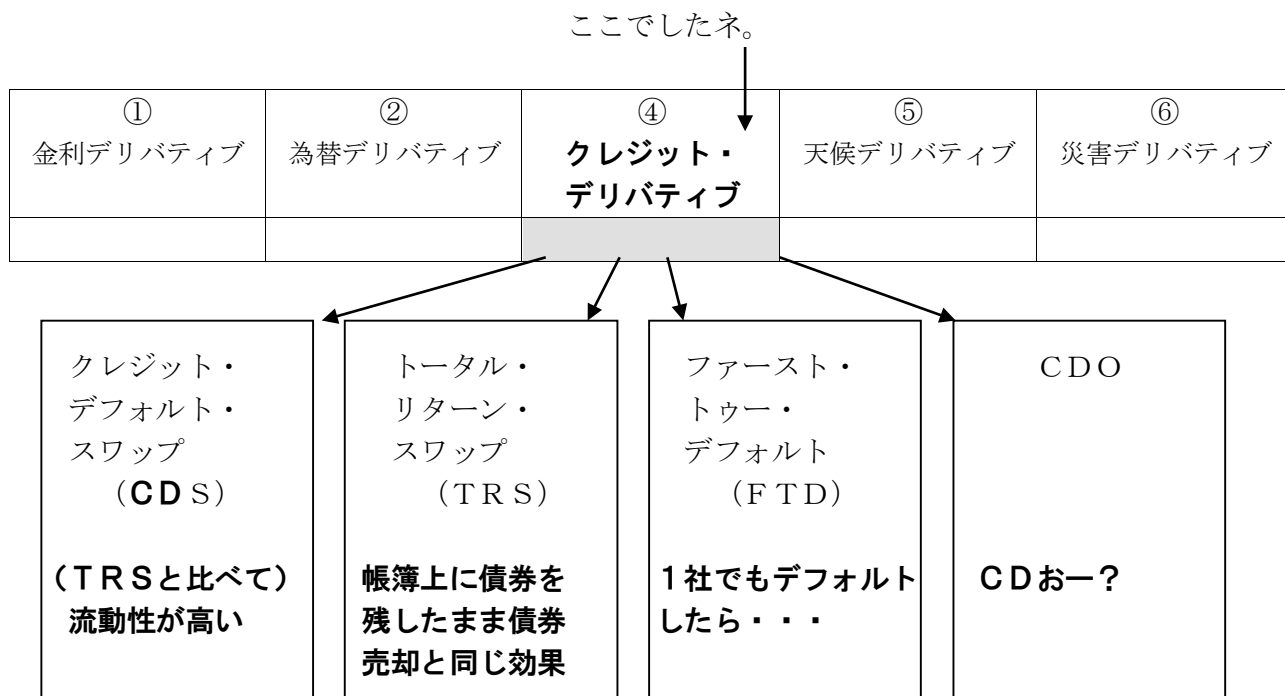 ここでしたネ。
① ② ④ ⑤ ⑥
金利デリバティブ 為替デリバティブ クレジット・デリバティブ 天候デリバティブ 災害デリバティブ
クレジット・
デフォルト・
スワップ
（ＣＤＳ）
（ＴＲＳと比べて）
流動性が高い
トータル・
リターン・
スワップ
（ＴＲＳ）
帳簿上に債券を
残したまま債券
売却と同じ効果
ファースト・
トゥー・
デフォルト
（ＦＴＤ）
１社でもデフォルト
したら・・・
ＣＤＯ
ＣＤおー？